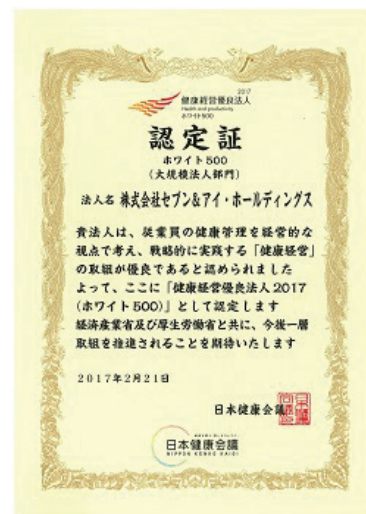 2017
健康経営優良法人
Health and productivity
ホワイト500
認定証
ホワイト500
(大規模法人部門)
法人名 株式会社セブン&アイ・ホールディングス
貴法人は、従業員の健康管理を経営的な
視点で考え、戦略的に実践する「健康経営」
の取組が優良であると認められました
よって、ここに「健康経営優良法人2017
(ホワイト500)」として認定します
経済産業省及び厚生労働省と共に、今後一層
取組を推進されることを期待いたします
2017年2月21日
日本健康会議
日本健康会議
NIPPON KENKO KAIGI